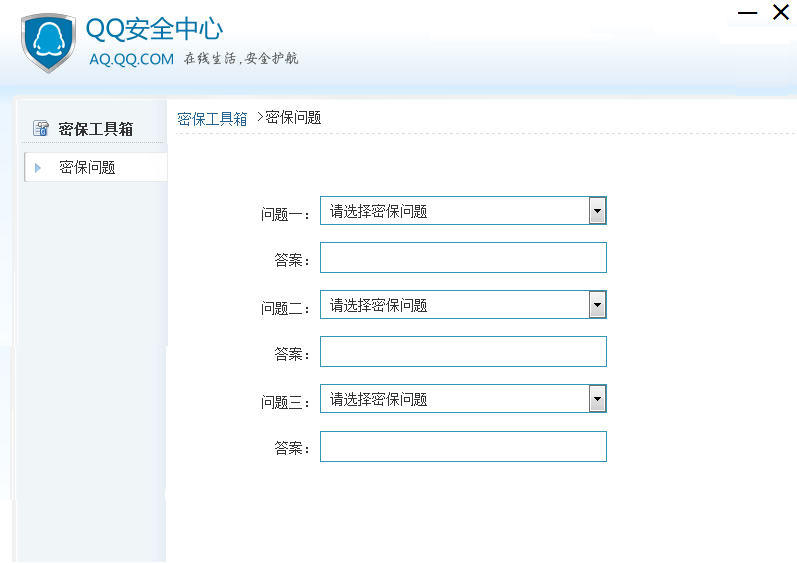 QQ安全中心
AQ.QQ.COM 在线生活,安全护航
密保工具箱
密保问题
密保工具箱 >密保问题
问题一: 请选择密保问题
答案:
问题二: 请选择密保问题
答案:
问题三: 请选择密保问题
答案: